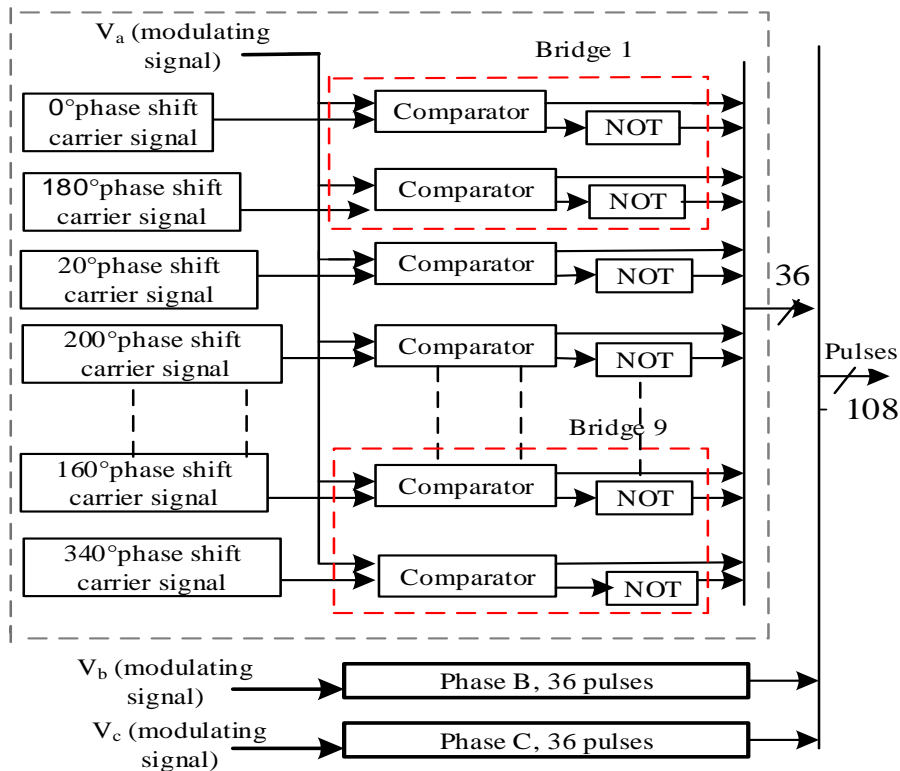 Vₐ (modulating
signal)
Bridge 1
0°phase shift
carrier signal
Comparator
NOT
180°phase shift
carrier signal
Comparator
NOT
20°phase shift
carrier signal
Comparator
NOT
36
200°phase shift
carrier signal
Comparator
NOT
Pulses
108
Bridge 9
160°phase shift
carrier signal
Comparator
NOT
340°phase shift
carrier signal
Comparator
NOT
V_b (modulating
signal)
Phase B, 36 pulses
V_c (modulating
signal)
Phase C, 36 pulses